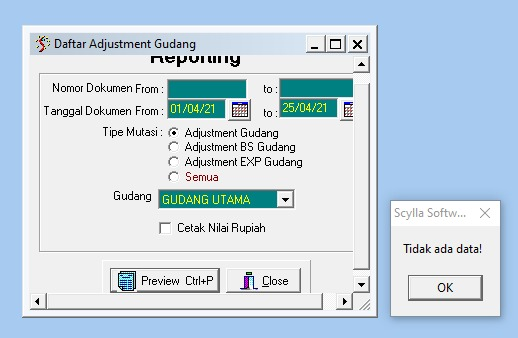 Daftar Adjustment Gudang
Reporting
Nomor Dokumen From : to :
Tanggal Dokumen From : 01/04/21 to : 25/04/21
Tipe Mutasi : Adjustment Gudang
Adjustment BS Gudang
Adjustment EXP Gudang
Semua
Gudang GUDANG UTAMA
Cetak Nilai Rupiah
Preview Ctrl+P Close
Scylla Softw...
Tidak ada data!
OK